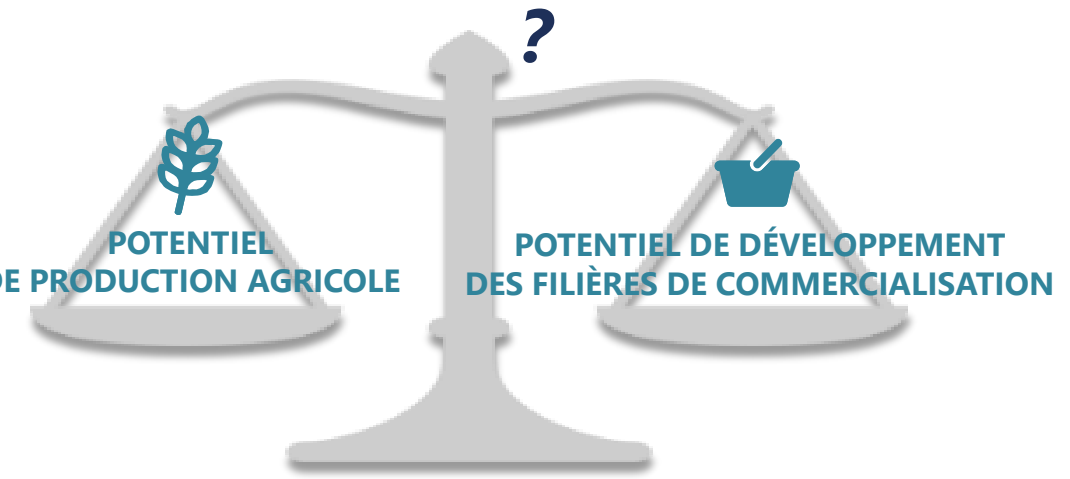 ?
POTENTIEL
DE PRODUCTION AGRICOLE
POTENTIEL DE DÉVELOPPEMENT
DES FILIÈRES DE COMMERCIALISATION